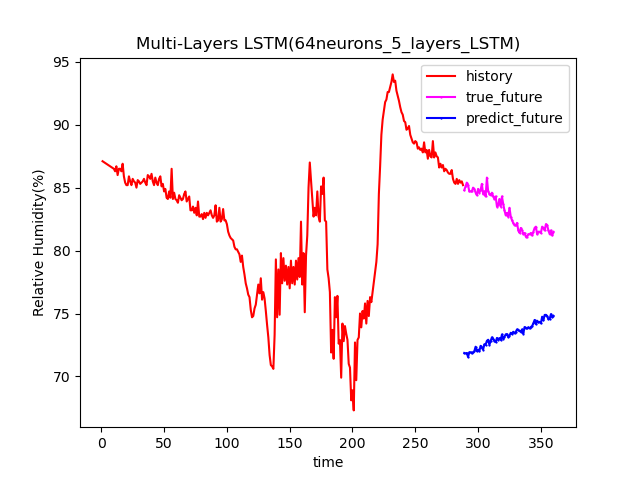 Multi-Layers LSTM(64neurons_5_layers_LSTM)
history
true_future
predict_future
Relative Humidity(%)
95
90
85
80
75
70
0
50
100
150
200
250
300
350
time